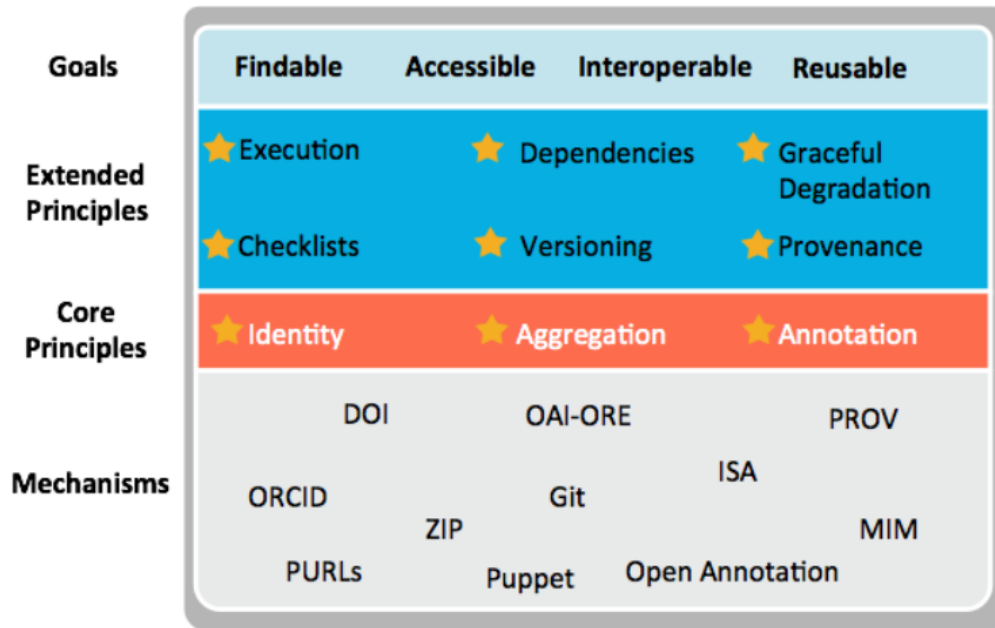 Goals
Findable Accessible Interoperable Reusable
Extended
Principles
Execution Dependencies Graceful
Degradation
Checklists Versioning Provenance
Core
Principles
Identity Aggregation Annotation
Mechanisms
DOI OAI-ORE PROV
ISA
ORCID Git
ZIP MIM
PURLs Puppet Open Annotation